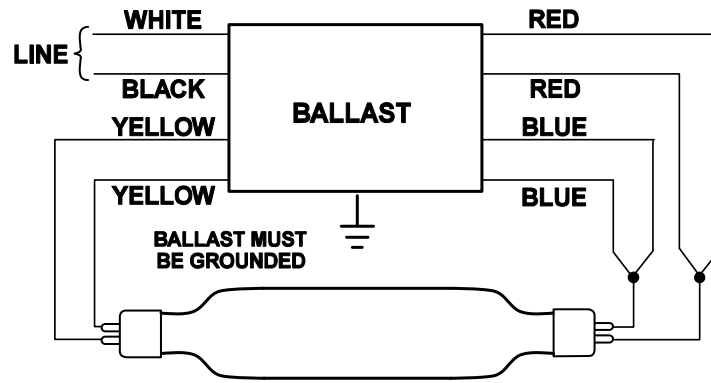 WHITE
RED
LINE
BLACK
RED
BALLAST
YELLOW
BLUE
YELLOW
BLUE
BALLAST MUST
BE GROUNDED